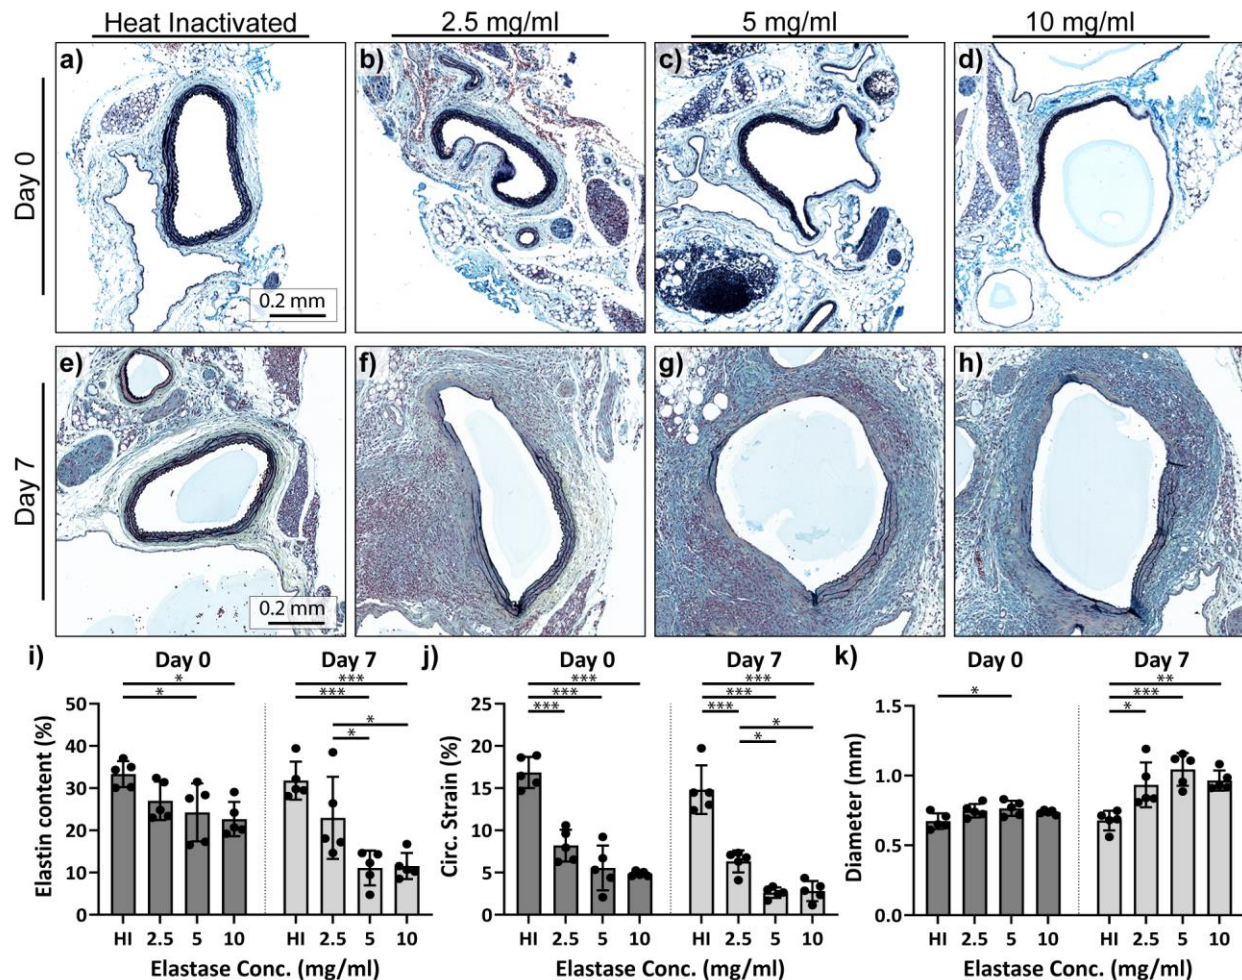 Heat Inactivated 2.5 mg/ml 5 mg/ml 10 mg/ml
Day 0
a) b) c) d)
0.2 mm
Day 7
e) f) g) h)
0.2 mm
i) Day 0 Day 7 j) Day 0 Day 7 k) Day 0 Day 7
Elastin content (%)
50
40
30
20
10
0
* * *** *** * *
HI 2.5 5 10 HI 2.5 5 10
Elastase Conc. (mg/ml)
Circ. Strain (%)
25
20
15
10
5
0
*** *** *** *** *** *** * *
HI 2.5 5 10 HI 2.5 5 10
Elastase Conc. (mg/ml)
Diameter (mm)
1.5
1.0
0.5
0.0
* ** *** *
HI 2.5 5 10 HI 2.5 5 10
Elastase Conc. (mg/ml)